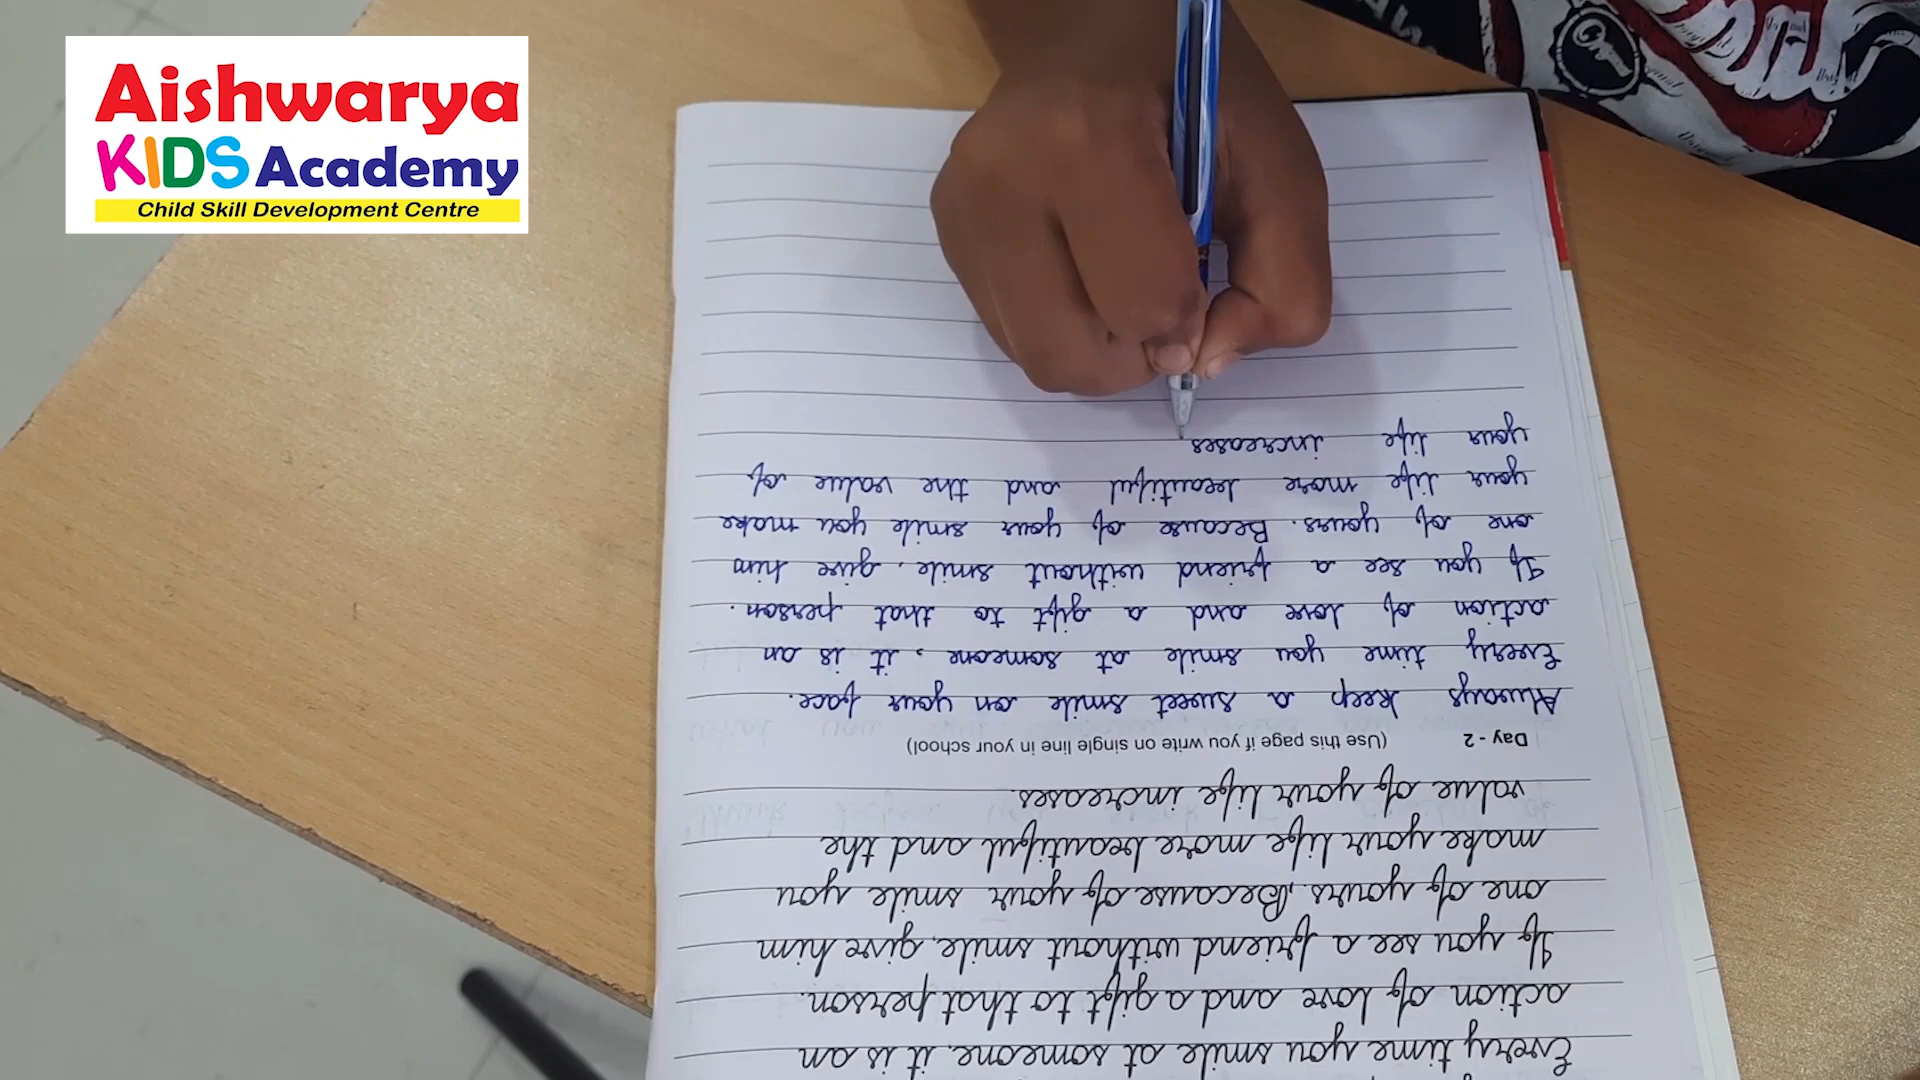 Aishwarya
KIDS Academy
Child Skill Development Centre
Every time you smile at someone, it is an
action of love and a gift to that person.
If you see a friend without smile, give him
one of yours. Because of your smile you
make your life more beautiful and the
value of your life increases.
Day - 2 (Use this page if you write on single line in your school)
Always keep a sweet smile on your face.
Every time you smile at someone, it is an
action of love and a gift to that person.
If you see a friend without smile, give him
one of yours. Because of your smile you make
your life more beautiful and the value of
your life increases